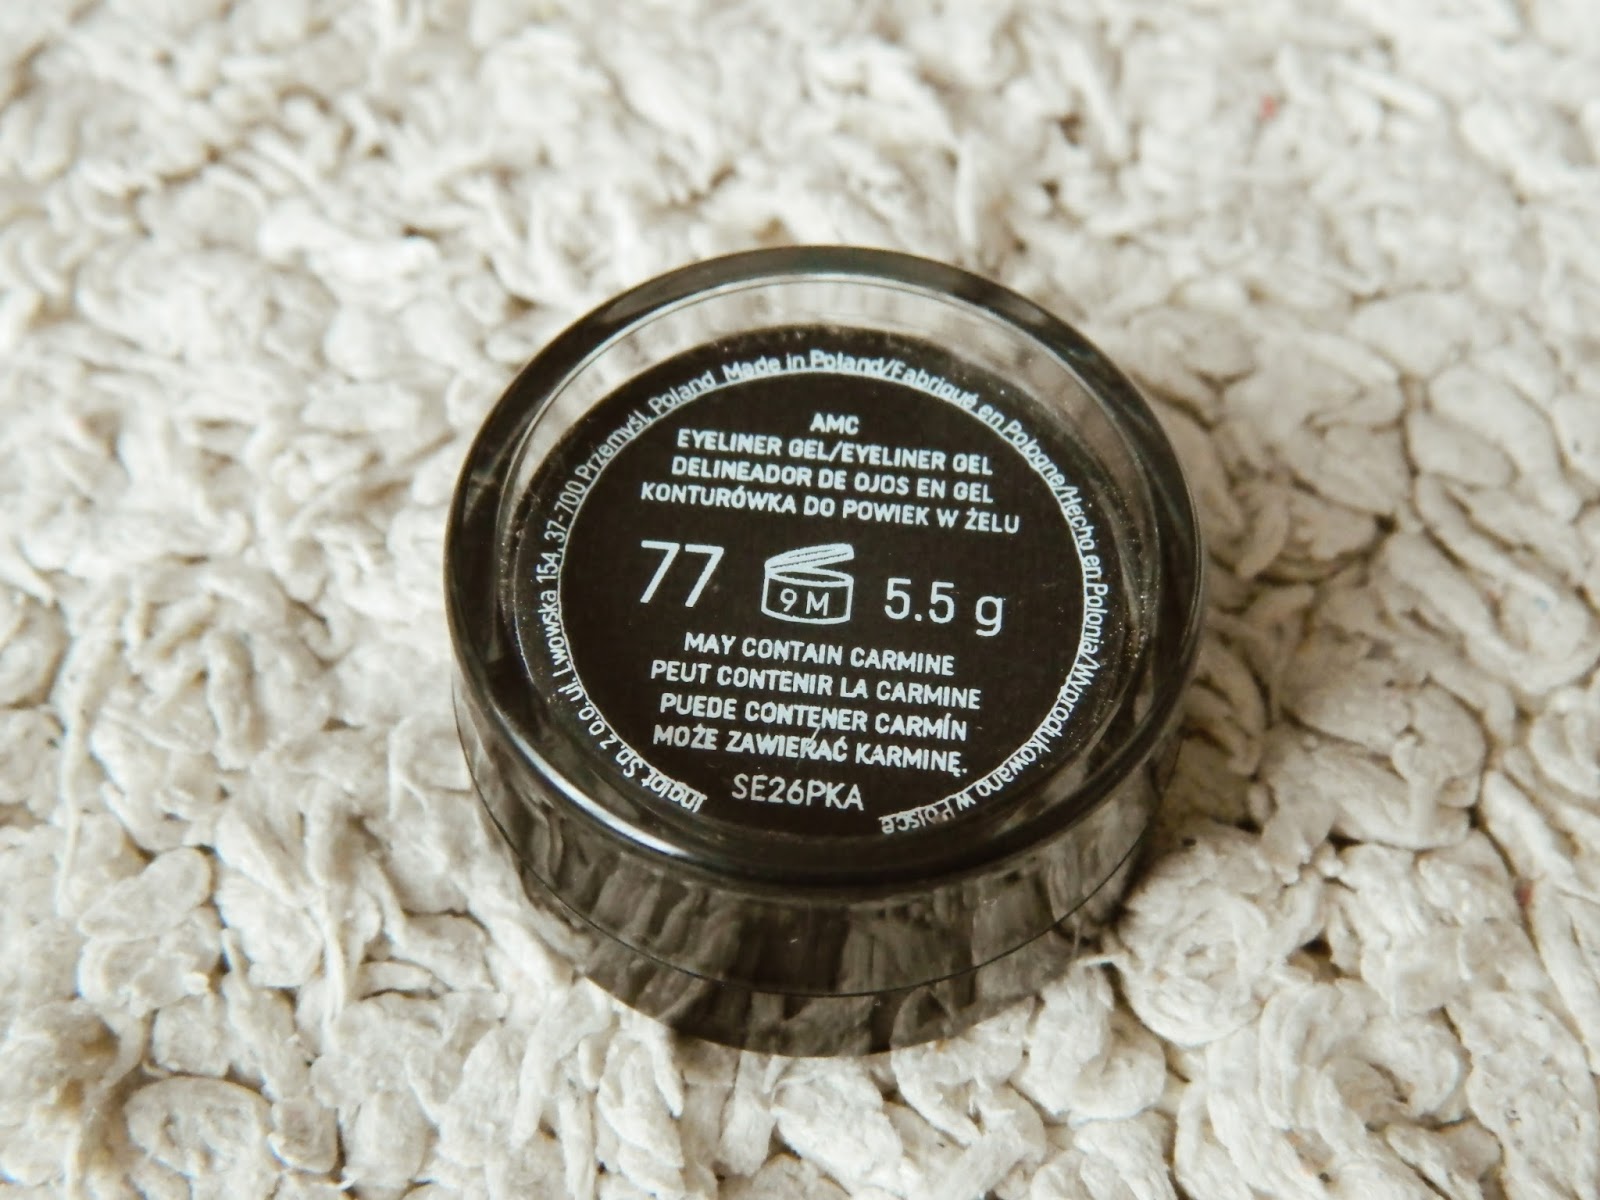 Inglot Sp. z o.o. ul. Lwowska 154, 37-700 Przemyśl, Poland Made in Poland/Fabriqué en Pologne/Hecho en Polonia/Wyprodukowano w Polsce
AMC
EYELINER GEL/EYELINER GEL
DELINEADOR DE OJOS EN GEL
KONTURÓWKA DO POWIEK W ŻELU
77 9 M 5.5 g
MAY CONTAIN CARMINE
PEUT CONTENIR LA CARMINE
PUEDE CONTENER CARMÍN
MOŻE ZAWIERAĆ KARMINĘ.
SE26PKA